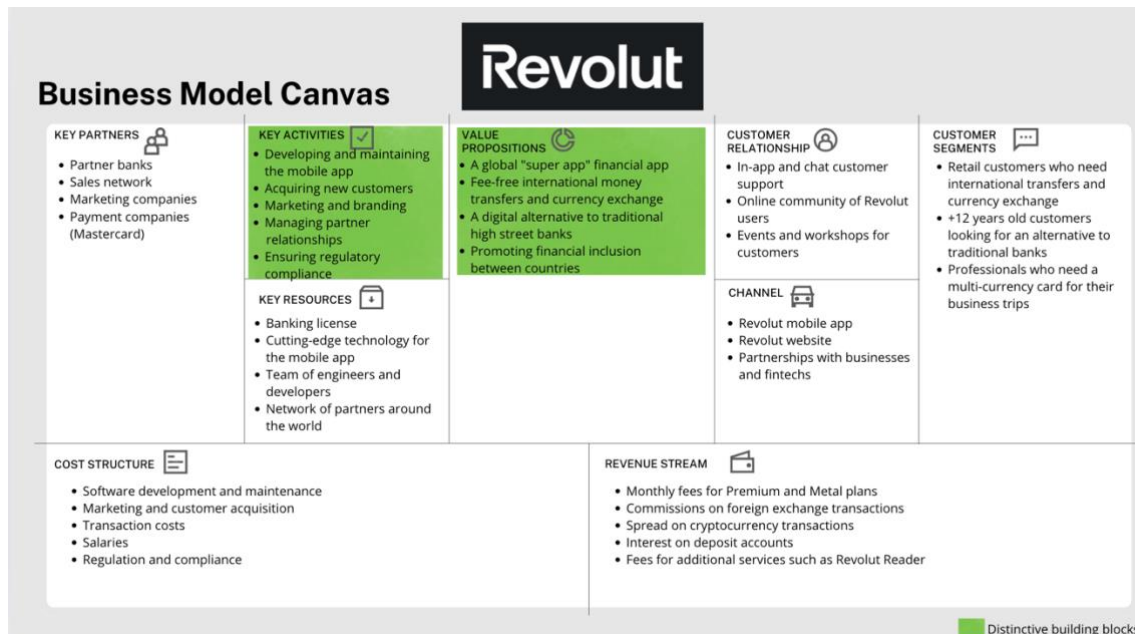 Revolut
Business Model Canvas
KEY PARTNERS
• Partner banks
• Sales network
• Marketing companies
• Payment companies
(Mastercard)
KEY ACTIVITIES
• Developing and maintaining
the mobile app
• Acquiring new customers
• Marketing and branding
• Managing partner
relationships
• Ensuring regulatory
compliance
KEY RESOURCES
• Banking license
• Cutting-edge technology for
the mobile app
• Team of engineers and
developers
• Network of partners around
the world
VALUE
PROPOSITIONS
• A global "super app" financial app
• Fee-free international money
transfers and currency exchange
• A digital alternative to traditional
high street banks
• Promoting financial inclusion
between countries
CUSTOMER
RELATIONSHIP
• In-app and chat customer
support
• Online community of Revolut
users
• Events and workshops for
customers
CHANNEL
• Revolut mobile app
• Revolut website
• Partnerships with businesses
and fintechs
CUSTOMER
SEGMENTS
• Retail customers who need
international transfers and
currency exchange
• +12 years old customers
looking for an alternative to
traditional banks
• Professionals who need a
multi-currency card for their
business trips
COST STRUCTURE
• Software development and maintenance
• Marketing and customer acquisition
• Transaction costs
• Salaries
• Regulation and compliance
REVENUE STREAM
• Monthly fees for Premium and Metal plans
• Commissions on foreign exchange transactions
• Spread on cryptocurrency transactions
• Interest on deposit accounts
• Fees for additional services such as Revolut Reader
Distinctive building blocks